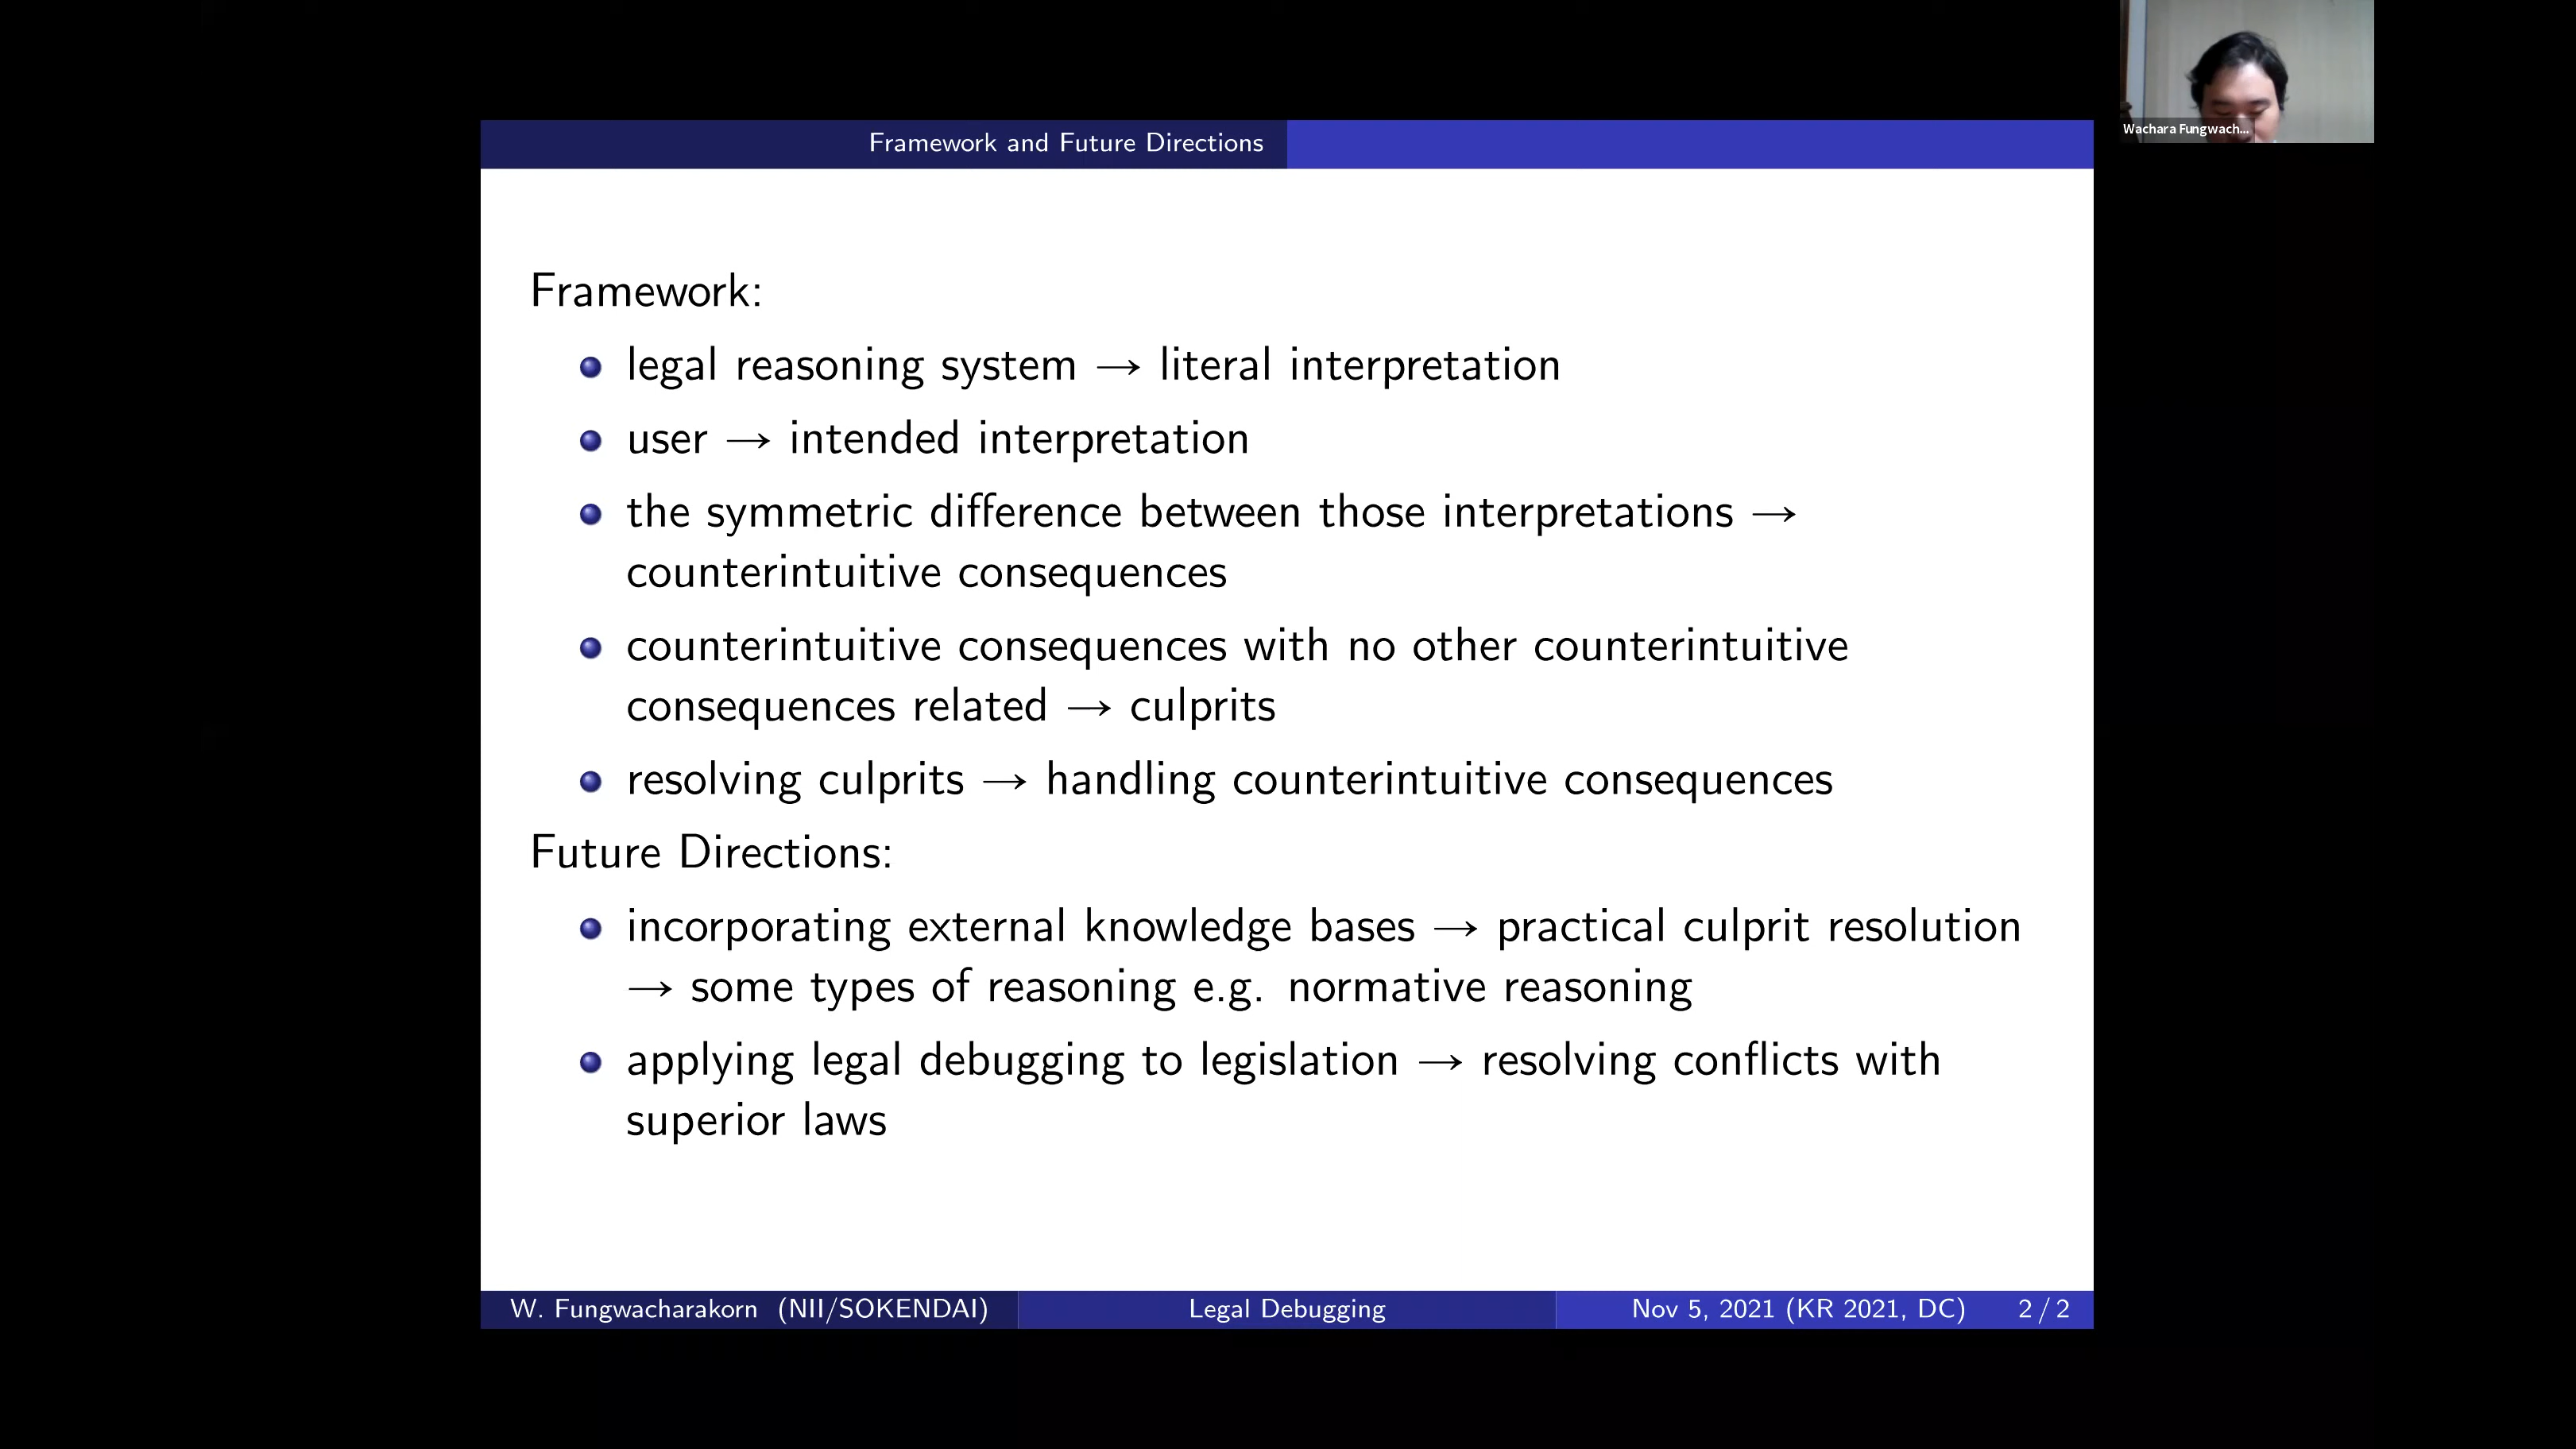 Wachara Fungwach...
Framework and Future Directions
Framework:
legal reasoning system → literal interpretation
user → intended interpretation
the symmetric difference between those interpretations →
counterintuitive consequences
counterintuitive consequences with no other counterintuitive
consequences related → culprits
resolving culprits → handling counterintuitive consequences
Future Directions:
incorporating external knowledge bases → practical culprit resolution
→ some types of reasoning e.g. normative reasoning
applying legal debugging to legislation → resolving conflicts with
superior laws
W. Fungwacharakorn (NII/SOKENDAI) Legal Debugging Nov 5, 2021 (KR 2021, DC) 2 / 2